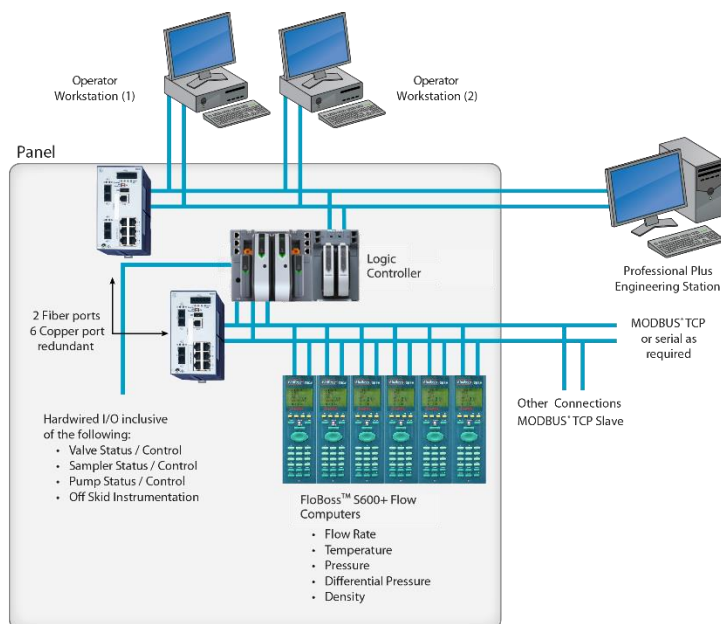 Operator
Workstation (1)
Operator
Workstation (2)
Panel
Logic
Controller
Professional Plus
Engineering Station
2 Fiber ports
6 Copper port
redundant
MODBUS* TCP
or serial as
required
Other Connections
MODBUS* TCP Slave
Hardwired I/O inclusive
of the following:
• Valve Status / Control
• Sampler Status / Control
• Pump Status / Control
• Off Skid Instrumentation
FloBoss™ S600+ Flow
Computers
• Flow Rate
• Temperature
• Pressure
• Differential Pressure
• Density